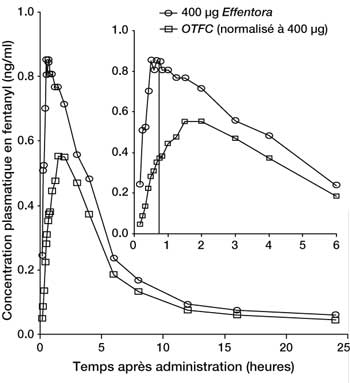 400 µg Effentora
OTFC (normalisé à 400 µg)
Concentration plasmatique en fentanyl (ng/ml)
1.0
0.8
0.6
0.4
0.2
0
1.0
0.8
0.6
0.4
0.2
0.0
0 1 2 3 4 5 6
0 5 10 15 20 25
Temps après administration (heures)